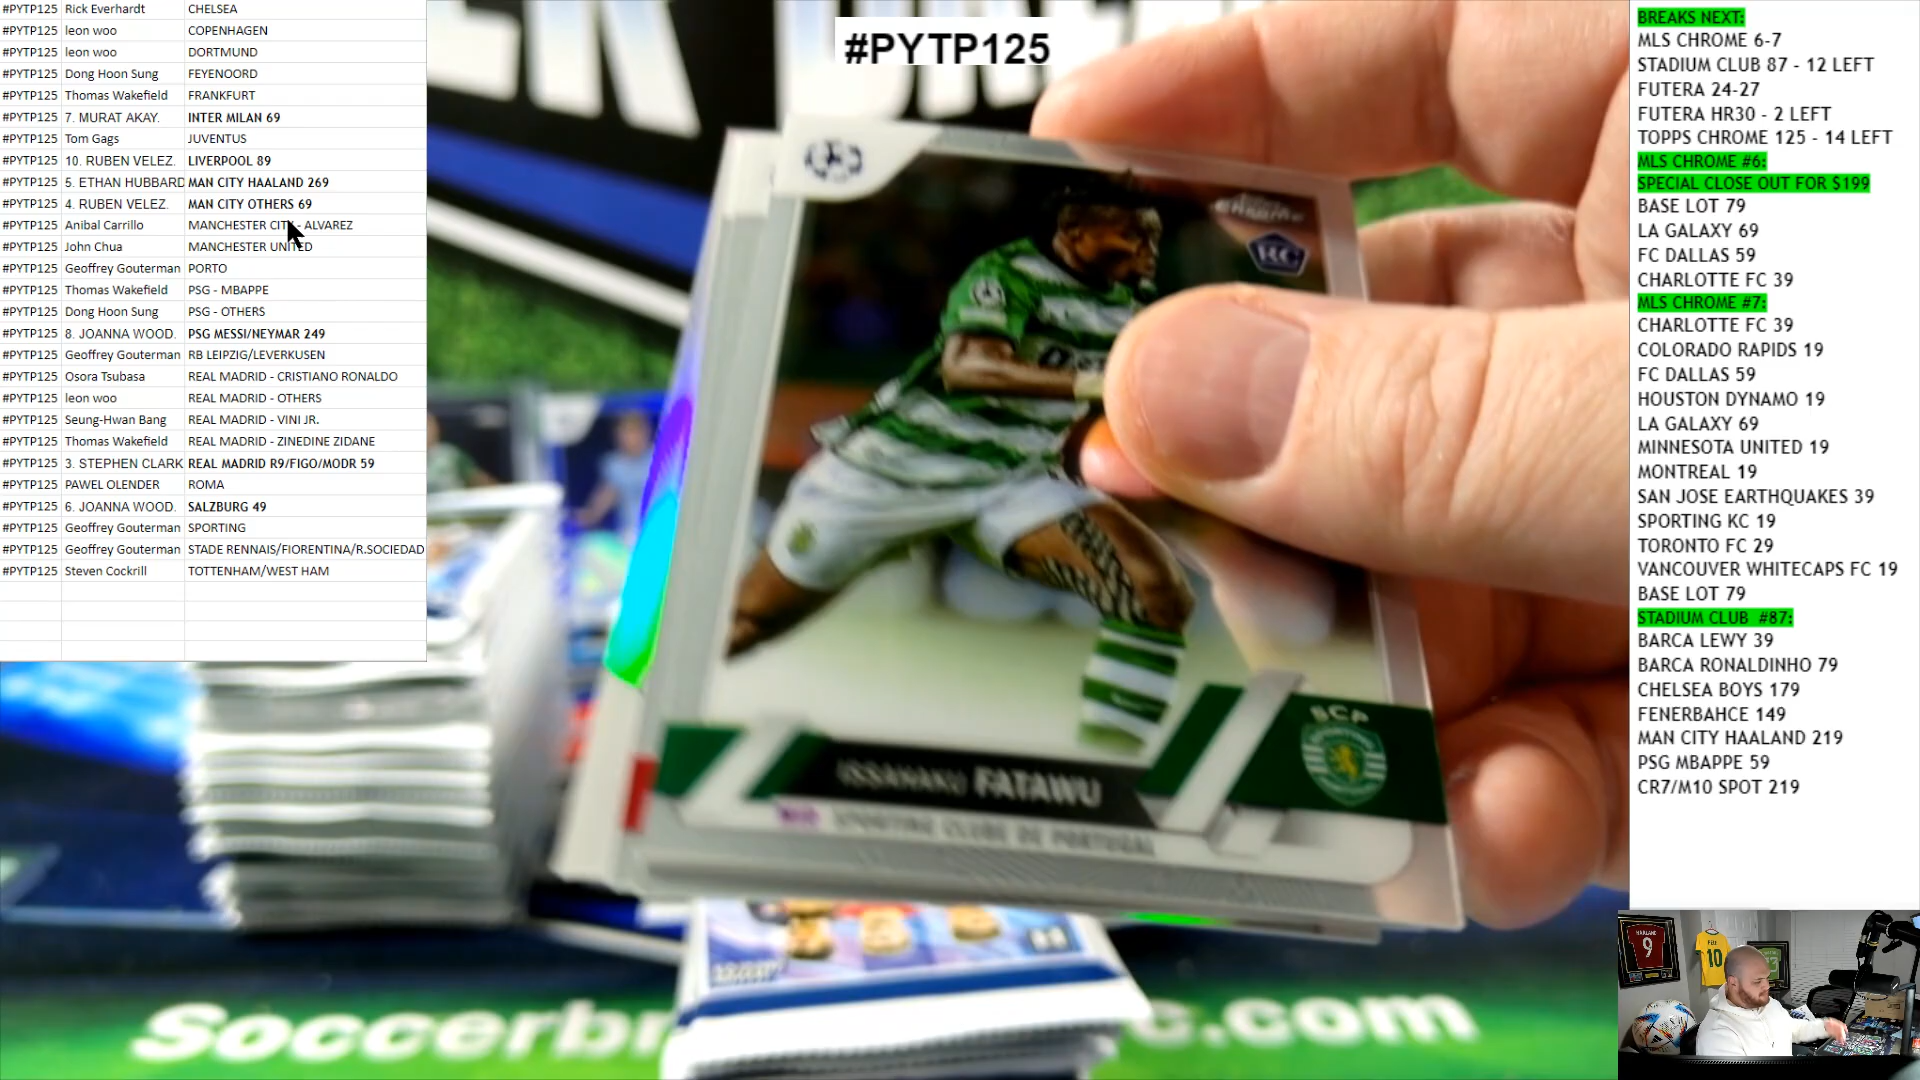 #PYTP125 Rick Everhardt CHELSEA
#PYTP125 leon woo COPENHAGEN
#PYTP125 leon woo DORTMUND
#PYTP125 Dong Hoon Sung FEYENOORD
#PYTP125 Thomas Wakefield FRANKFURT
#PYTP125 7. MURAT AKAY. INTER MILAN 69
#PYTP125 Tom Gags JUVENTUS
#PYTP125 10. RUBEN VELEZ. LIVERPOOL 89
#PYTP125 5. ETHAN HUBBARD MAN CITY HAALAND 269
#PYTP125 4. RUBEN VELEZ. MAN CITY OTHERS 69
#PYTP125 Anibal Carrillo MANCHESTER CITY - ALVAREZ
#PYTP125 John Chua MANCHESTER UNITED
#PYTP125 Geoffrey Gouterman PORTO
#PYTP125 Thomas Wakefield PSG - MBAPPE
#PYTP125 Dong Hoon Sung PSG - OTHERS
#PYTP125 8. JOANNA WOOD. PSG MESSI/NEYMAR 249
#PYTP125 Geoffrey Gouterman RB LEIPZIG/LEVERKUSEN
#PYTP125 Osora Tsubasa REAL MADRID - CRISTIANO RONALDO
#PYTP125 leon woo REAL MADRID - OTHERS
#PYTP125 Seung-Hwan Bang REAL MADRID - VINI JR.
#PYTP125 Thomas Wakefield REAL MADRID - ZINEDINE ZIDANE
#PYTP125 3. STEPHEN CLARK REAL MADRID R9/FIGO/MODR 59
#PYTP125 PAWEL OLENDER ROMA
#PYTP125 6. JOANNA WOOD. SALZBURG 49
#PYTP125 Geoffrey Gouterman SPORTING
#PYTP125 Geoffrey Gouterman STADE RENNAIS/FIORENTINA/R.SOCIEDAD
#PYTP125 Steven Cockrill TOTTENHAM/WEST HAM
#PYTP125
CHROME
RC
SCP
ISSAHAKU FATAWU
SPORTING CLUBE DE PORTUGAL
Soccerbr
c.com
BREAKS NEXT:
MLS CHROME 6-7
STADIUM CLUB 87 - 12 LEFT
FUTERA 24-27
FUTERA HR30 - 2 LEFT
TOPPS CHROME 125 - 14 LEFT
MLS CHROME #6:
SPECIAL CLOSE OUT FOR $199
BASE LOT 79
LA GALAXY 69
FC DALLAS 59
CHARLOTTE FC 39
MLS CHROME #7:
CHARLOTTE FC 39
COLORADO RAPIDS 19
FC DALLAS 59
HOUSTON DYNAMO 19
LA GALAXY 69
MINNESOTA UNITED 19
MONTREAL 19
SAN JOSE EARTHQUAKES 39
SPORTING KC 19
TORONTO FC 29
VANCOUVER WHITECAPS FC 19
BASE LOT 79
STADIUM CLUB #87:
BARCA LEWY 39
BARCA RONALDINHO 79
CHELSEA BOYS 179
FENERBAHCE 149
MAN CITY HAALAND 219
PSG MBAPPE 59
CR7/M10 SPOT 219
HAALAND
9
10